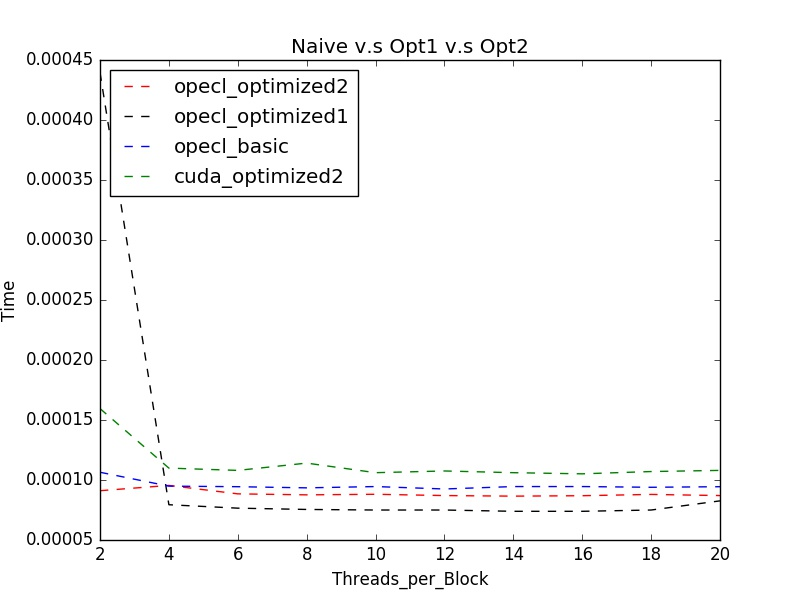 Naive v.s Opt1 v.s Opt2
0.00045
0.00040
0.00035
0.00030
0.00025
0.00020
0.00015
0.00010
0.00005
Time
opecl_optimized2
opecl_optimized1
opecl_basic
cuda_optimized2
2 4 6 8 10 12 14 16 18 20
Threads_per_Block